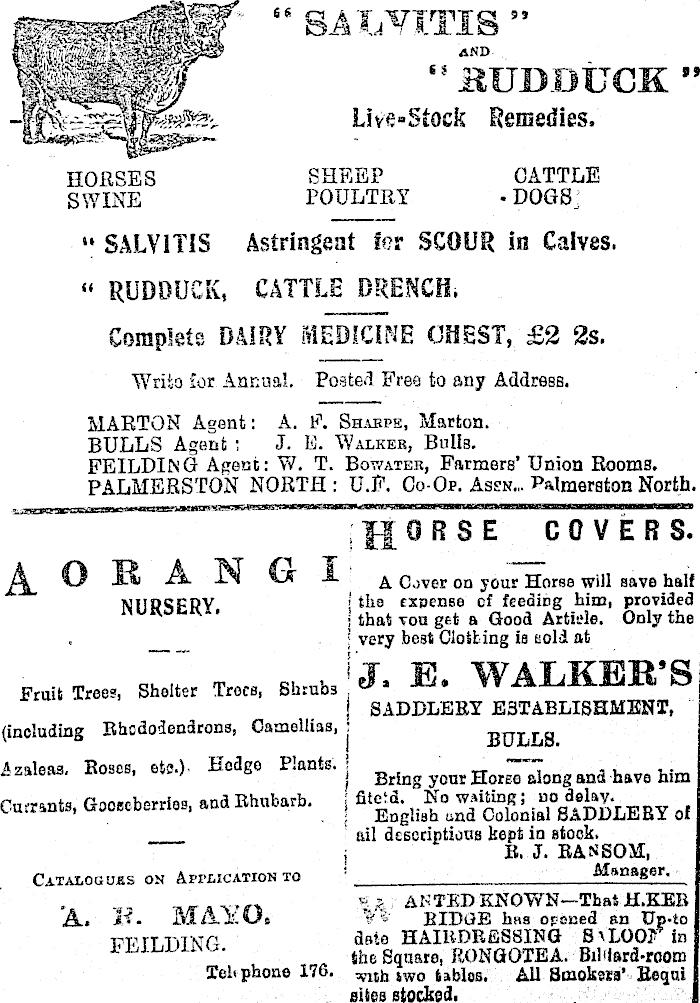 “ SALVITIS ”
AND
“ RUDDUCK ”
Live-Stock Remedies.
HORSES SHEEP CATTLE
SWINE POULTRY DOGS
“ SALVITIS Astringent for SCOUR in Calves.
“ RUDDUCK, CATTLE DRENCH.
Complete DAIRY MEDICINE CHEST, £2 2s.
Write for Annual. Posted Free to any Address.
MARTON Agent: A. F. SHARPE, Marton.
BULLS Agent: J. E. WALKER, Bulls.
FEILDING Agent: W. T. BOWATER, Farmers’ Union Rooms.
PALMERSTON NORTH: U.F. CO-OP. ASSN... Palmerston North.
AORANGI
NURSERY.
Fruit Trees, Shelter Trees, Shrubs
(including Rhododendrons, Camellias,
Azaleas, Roses, etc.). Hedge Plants.
Currants, Gooseberries, and Rhubarb.
CATALOGUES ON APPLICATION TO
A. R. MAYO.
FEILDING.
Telephone 176.
HORSE COVERS.
A Cover on your Horse will save half
the expense of feeding him, provided
that you get a Good Article. Only the
very best Clothing is sold at
J. E. WALKER’S
SADDLERY ESTABLISHMENT,
BULLS.
Bring your Horse along and have him
fite'd. No waiting; no delay.
English and Colonial SADDLERY of
all descriptions kept in stock.
R. J. RANSOM,
Manager.
WANTED KNOWN—That H. KER
RIDGE has opened an Up-to
date HAIRDRESSING SALOON in
the Square, RONGOTEA. Billiard-room
with two tables. All Smokers’ Requi
sites stocked.